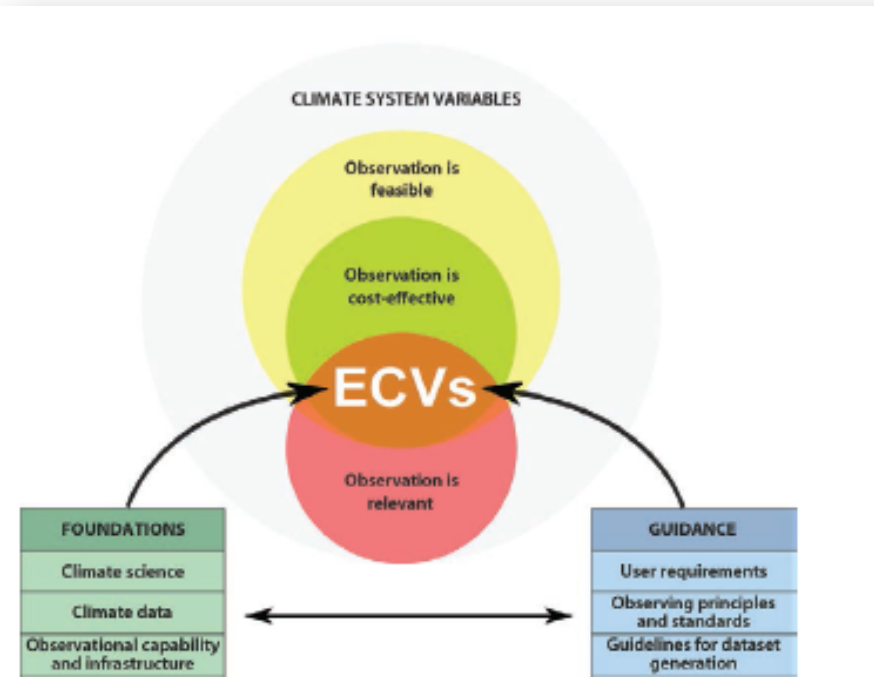 CLIMATE SYSTEM VARIABLES
Observation is
feasible
Observation is
cost-effective
ECVs
Observation is
relevant
FOUNDATIONS
Climate science
Climate data
Observational capability
and infrastructure
GUIDANCE
User requirements
Observing principles
and standards
Guidelines for dataset
generation